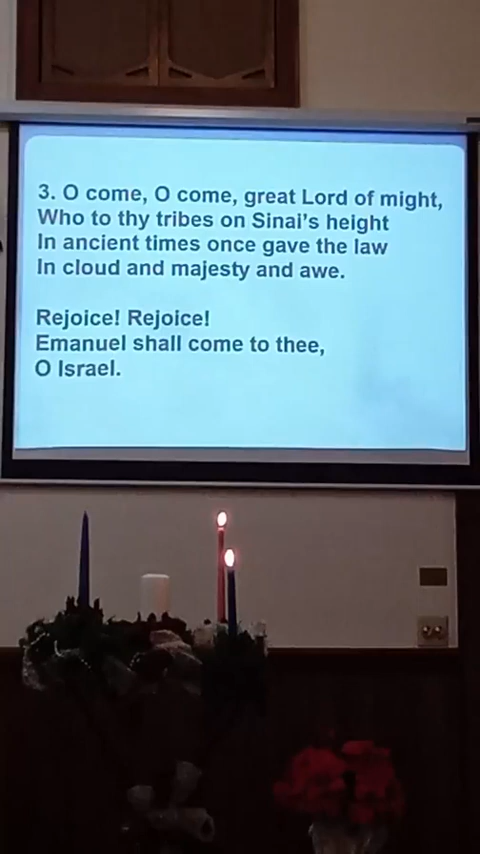 3. O come, O come, great Lord of might,
Who to thy tribes on Sinai's height
In ancient times once gave the law
In cloud and majesty and awe.
Rejoice! Rejoice!
Emanuel shall come to thee,
O Israel.